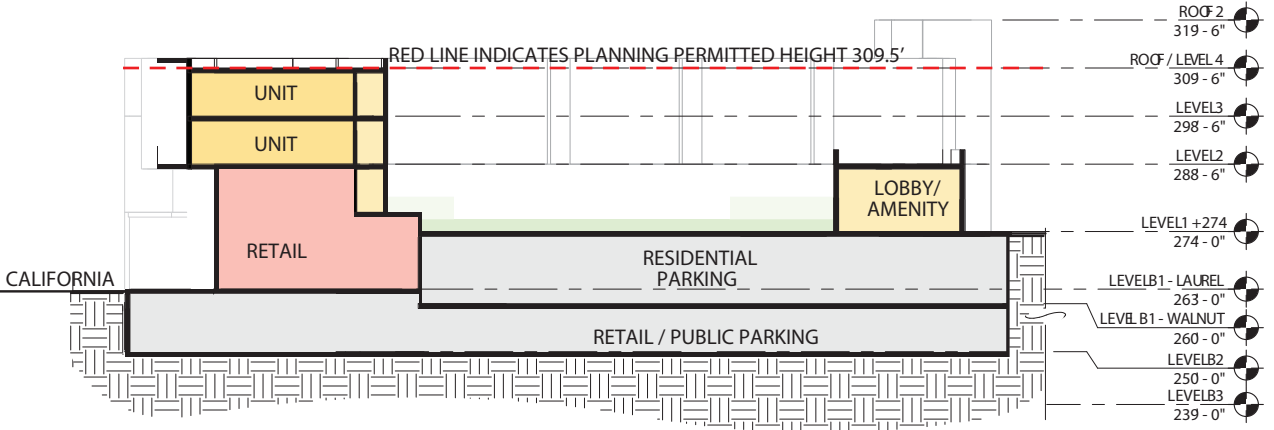 ROOF 2
319 - 6"
RED LINE INDICATES PLANNING PERMITTED HEIGHT 309.5'
ROOF / LEVEL 4
309 - 6"
UNIT
LEVEL3
298 - 6"
UNIT
LEVEL2
288 - 6"
LOBBY/
AMENITY
LEVEL1 +274
274 - 0"
RETAIL
RESIDENTIAL
PARKING
CALIFORNIA
LEVELB1 - LAUREL
263 - 0"
LEVEL B1 - WALNUT
260 - 0"
RETAIL / PUBLIC PARKING
LEVELB2
250 - 0"
LEVELB3
239 - 0"